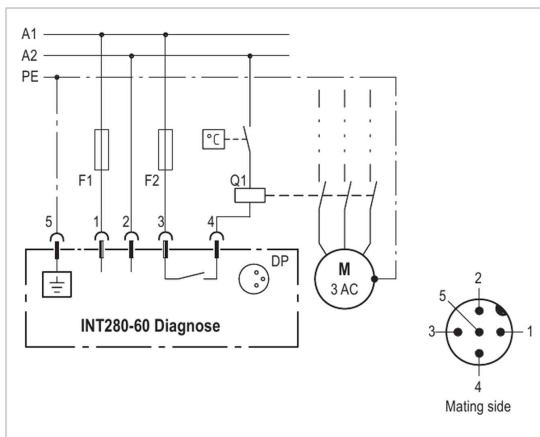 A1
A2
PE
°C
F1
F2
Q1
5
1
2
3
4
DP
M
3 AC
INT280-60 Diagnose
2
5
3
1
4
Mating side